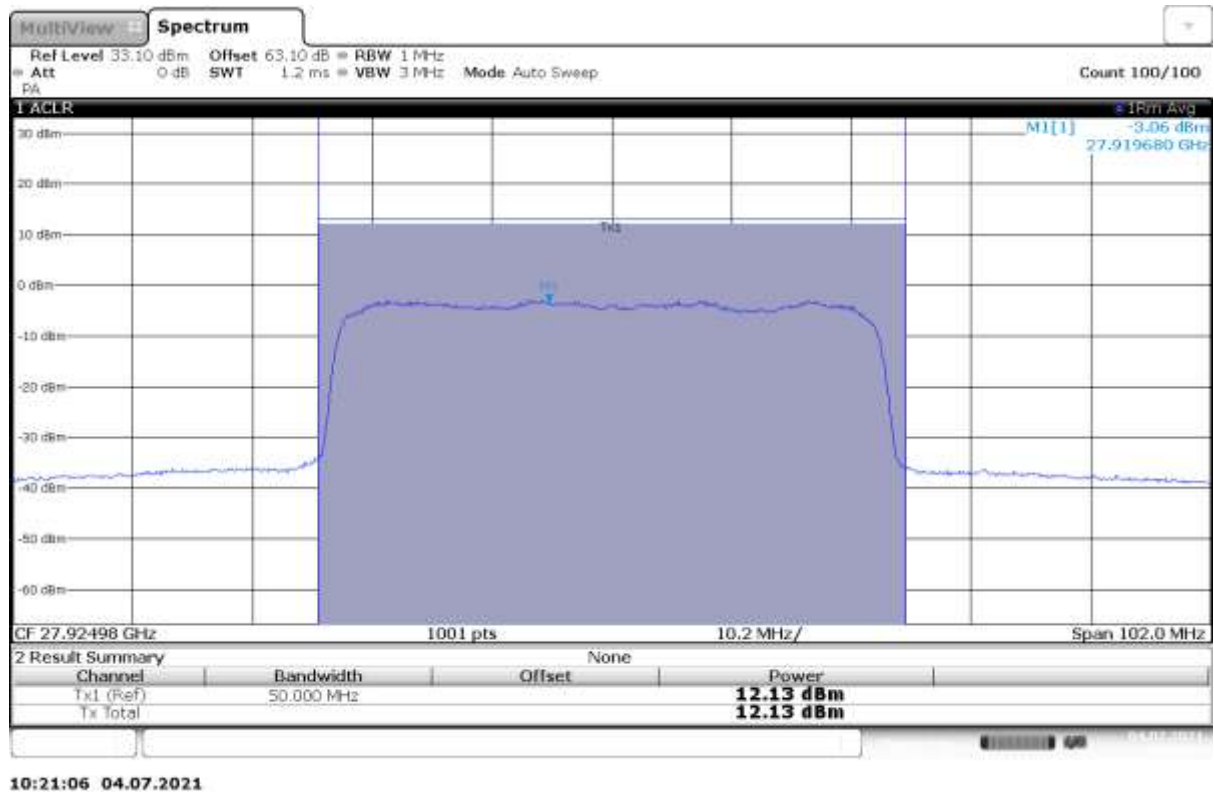 MultiView Spectrum
Ref Level 33.10 dBm Offset 63.10 dB RBW 1 MHz
Att 0 dB SWT 1.2 ms VBW 3 MHz Mode Auto Sweep Count 100/100
PA
1 ACLR 1Rm Avg
M1[1] -3.06 dBm
27.919680 GHz
30 dBm
20 dBm
10 dBm
Tx1
0 dBm
M1
-10 dBm
-20 dBm
-30 dBm
-40 dBm
-50 dBm
-60 dBm
CF 27.92498 GHz 1001 pts 10.2 MHz/ Span 102.0 MHz
2 Result Summary None
Channel Bandwidth Offset Power
Tx1 (Ref) 50.000 MHz 12.13 dBm
Tx Total 12.13 dBm
10:21:06 04.07.2021